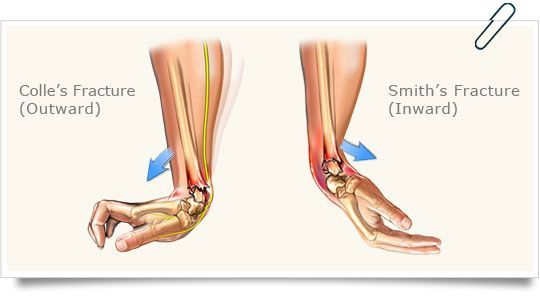 Colle's Fracture
(Outward)
Smith's Fracture
(Inward)